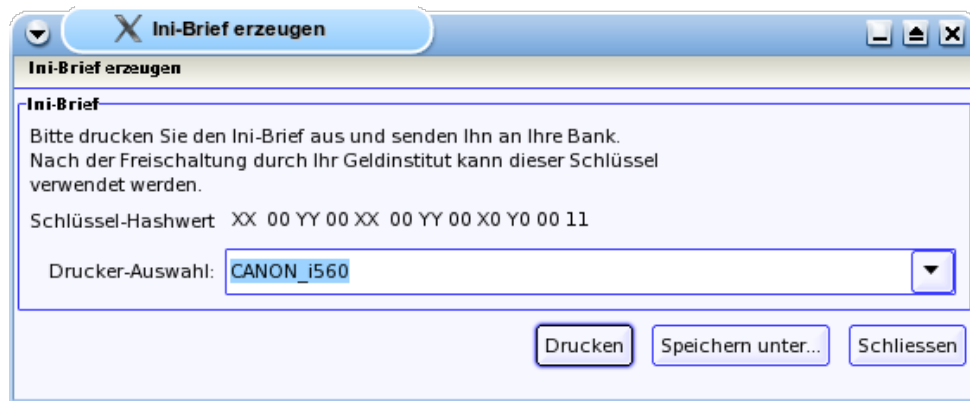 Ini-Brief erzeugen
Ini-Brief erzeugen
Ini-Brief
Bitte drucken Sie den Ini-Brief aus und senden Ihn an Ihre Bank.
Nach der Freischaltung durch Ihr Geldinstitut kann dieser Schlüssel
verwendet werden.
Schlüssel-Hashwert XX 00 YY 00 XX 00 YY 00 X0 Y0 00 11
Drucker-Auswahl: CANON_i560
Drucken Speichern unter... Schliessen